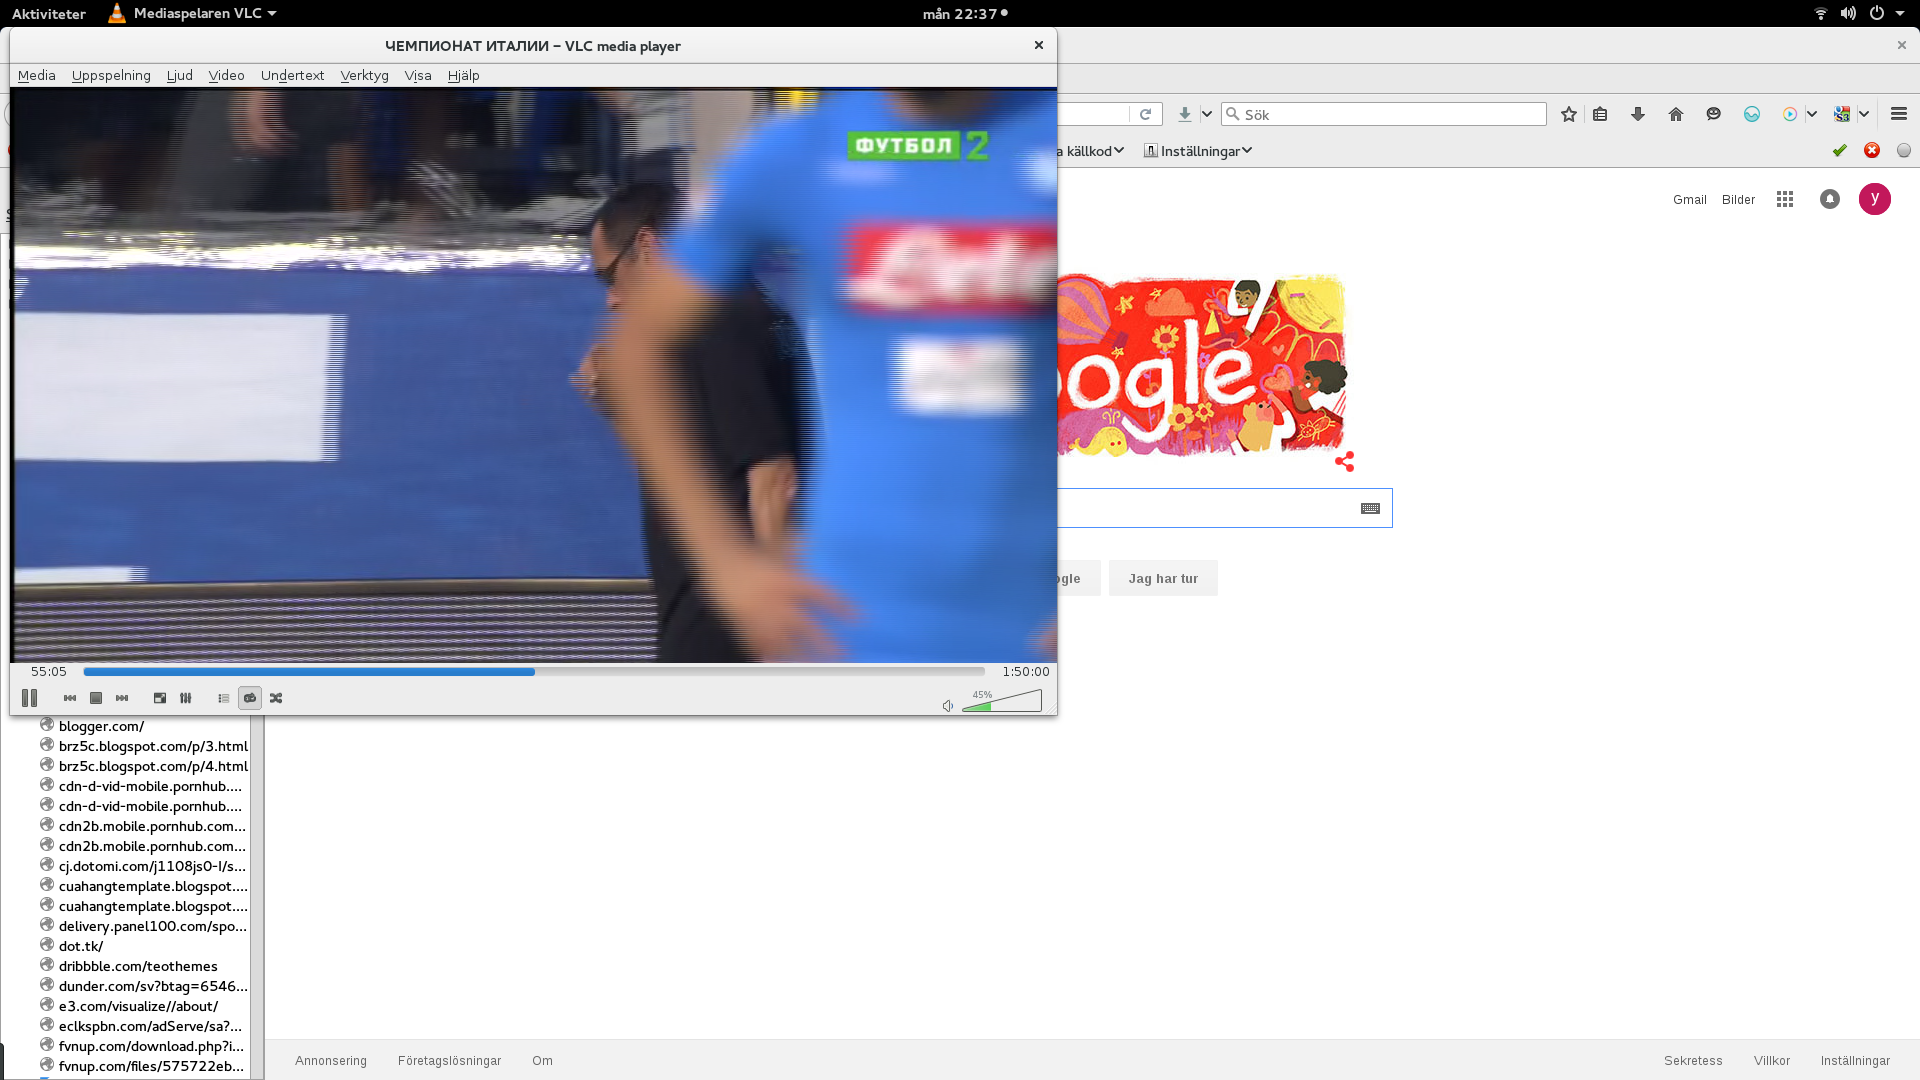 Aktiviteter
Mediaspelaren VLC
mån 22:37
ЧЕМПИОНАТ ИТАЛИИ – VLC media player
Media Uppspelning Ljud Video Undertext Verktyg Visa Hjälp
Sök
a källkod
Inställningar
ФУТБОЛ 2
Gmail Bilder
y
ogle
ogle
Jag har tur
55:05
1:50:00
45%
blogger.com/
brz5c.blogspot.com/p/3.html
brz5c.blogspot.com/p/4.html
cdn-d-vid-mobile.pornhub....
cdn-d-vid-mobile.pornhub....
cdn2b.mobile.pornhub.com...
cdn2b.mobile.pornhub.com...
cj.dotomi.com/j1108js0-I/s...
cuahangtemplate.blogspot....
cuahangtemplate.blogspot....
delivery.panel100.com/spo...
dot.tk/
dribbble.com/teothemes
dunder.com/sv?btag=6546...
e3.com/visualize//about/
eclkspbn.com/adServe/sa?...
fvnup.com/download.php?i...
fvnup.com/files/575722eb...
Annonsering Företagslösningar Om
Sekretess Villkor Inställningar